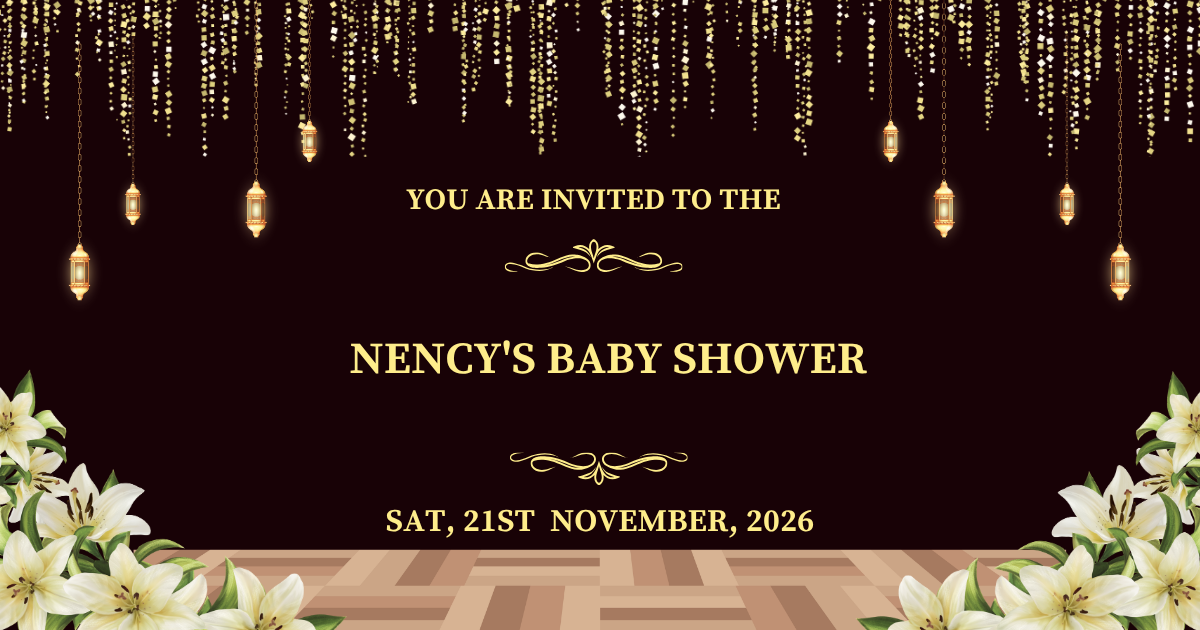 YOU ARE INVITED TO THE
NENCY'S BABY SHOWER
SAT, 21ST  NOVEMBER, 2026